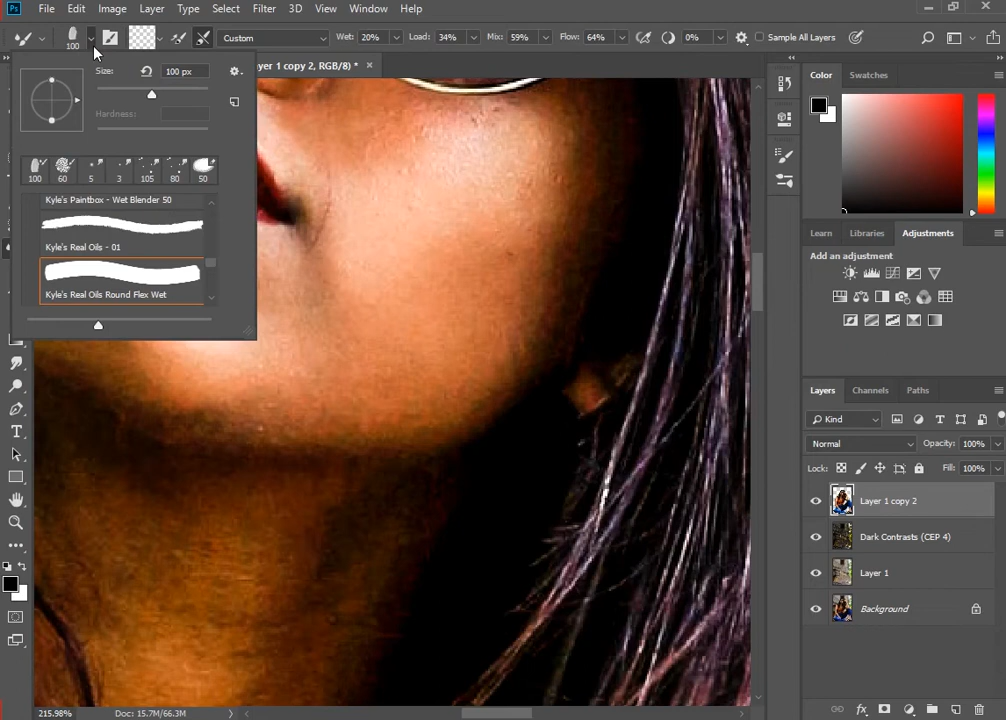 Ps File Edit Image Layer Type Select Filter 3D View Window Help
100 Custom Wet: 20% Load: 34% Mix: 59% Flow: 64% 0% Sample All Layers
ayer 1 copy 2, RGB/8) *
Size: 100 px
Hardness:
100 60 5 3 105 80 50
Kyle's Paintbox - Wet Blender 50
Kyle's Real Oils - 01
Kyle's Real Oils Round Flex Wet
Color Swatches
Learn Libraries Adjustments
Add an adjustment
Layers Channels Paths
Kind
Normal Opacity: 100%
Lock: Fill: 100%
Layer 1 copy 2
Dark Contrasts (CEP 4)
Layer 1
Background
215.98% Doc: 15.7M/66.3M